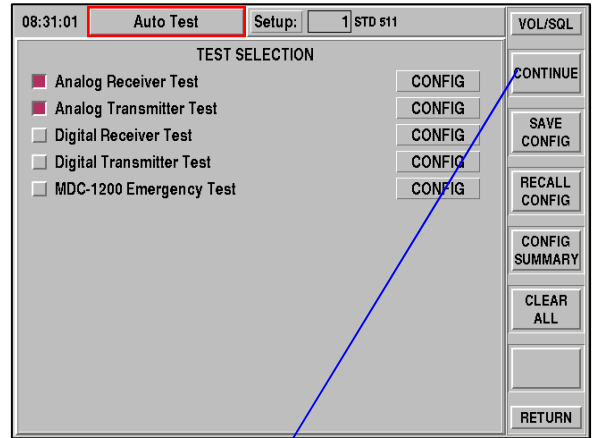 08:31:01 Auto Test Setup: 1 STD 511
TEST SELECTION
Analog Receiver Test CONFIG
Analog Transmitter Test CONFIG
Digital Receiver Test CONFIG
Digital Transmitter Test CONFIG
MDC-1200 Emergency Test CONFIG
VOL/SQL
CONTINUE
SAVE
CONFIG
RECALL
CONFIG
CONFIG
SUMMARY
CLEAR
ALL
RETURN